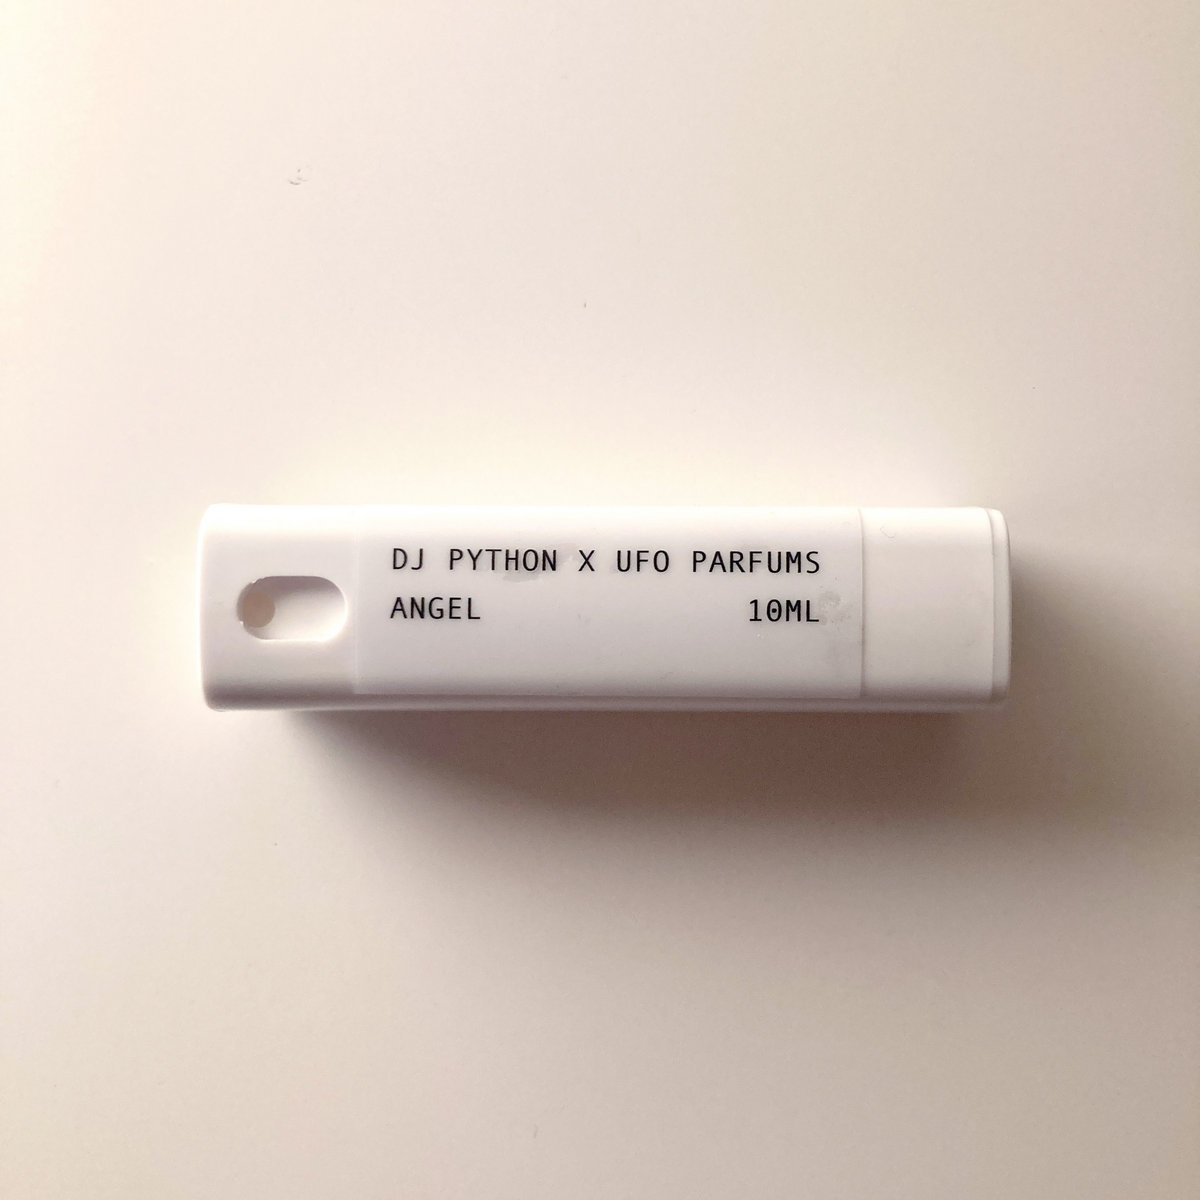 DJ PYTHON X UFO PARFUMS
ANGEL 10ML